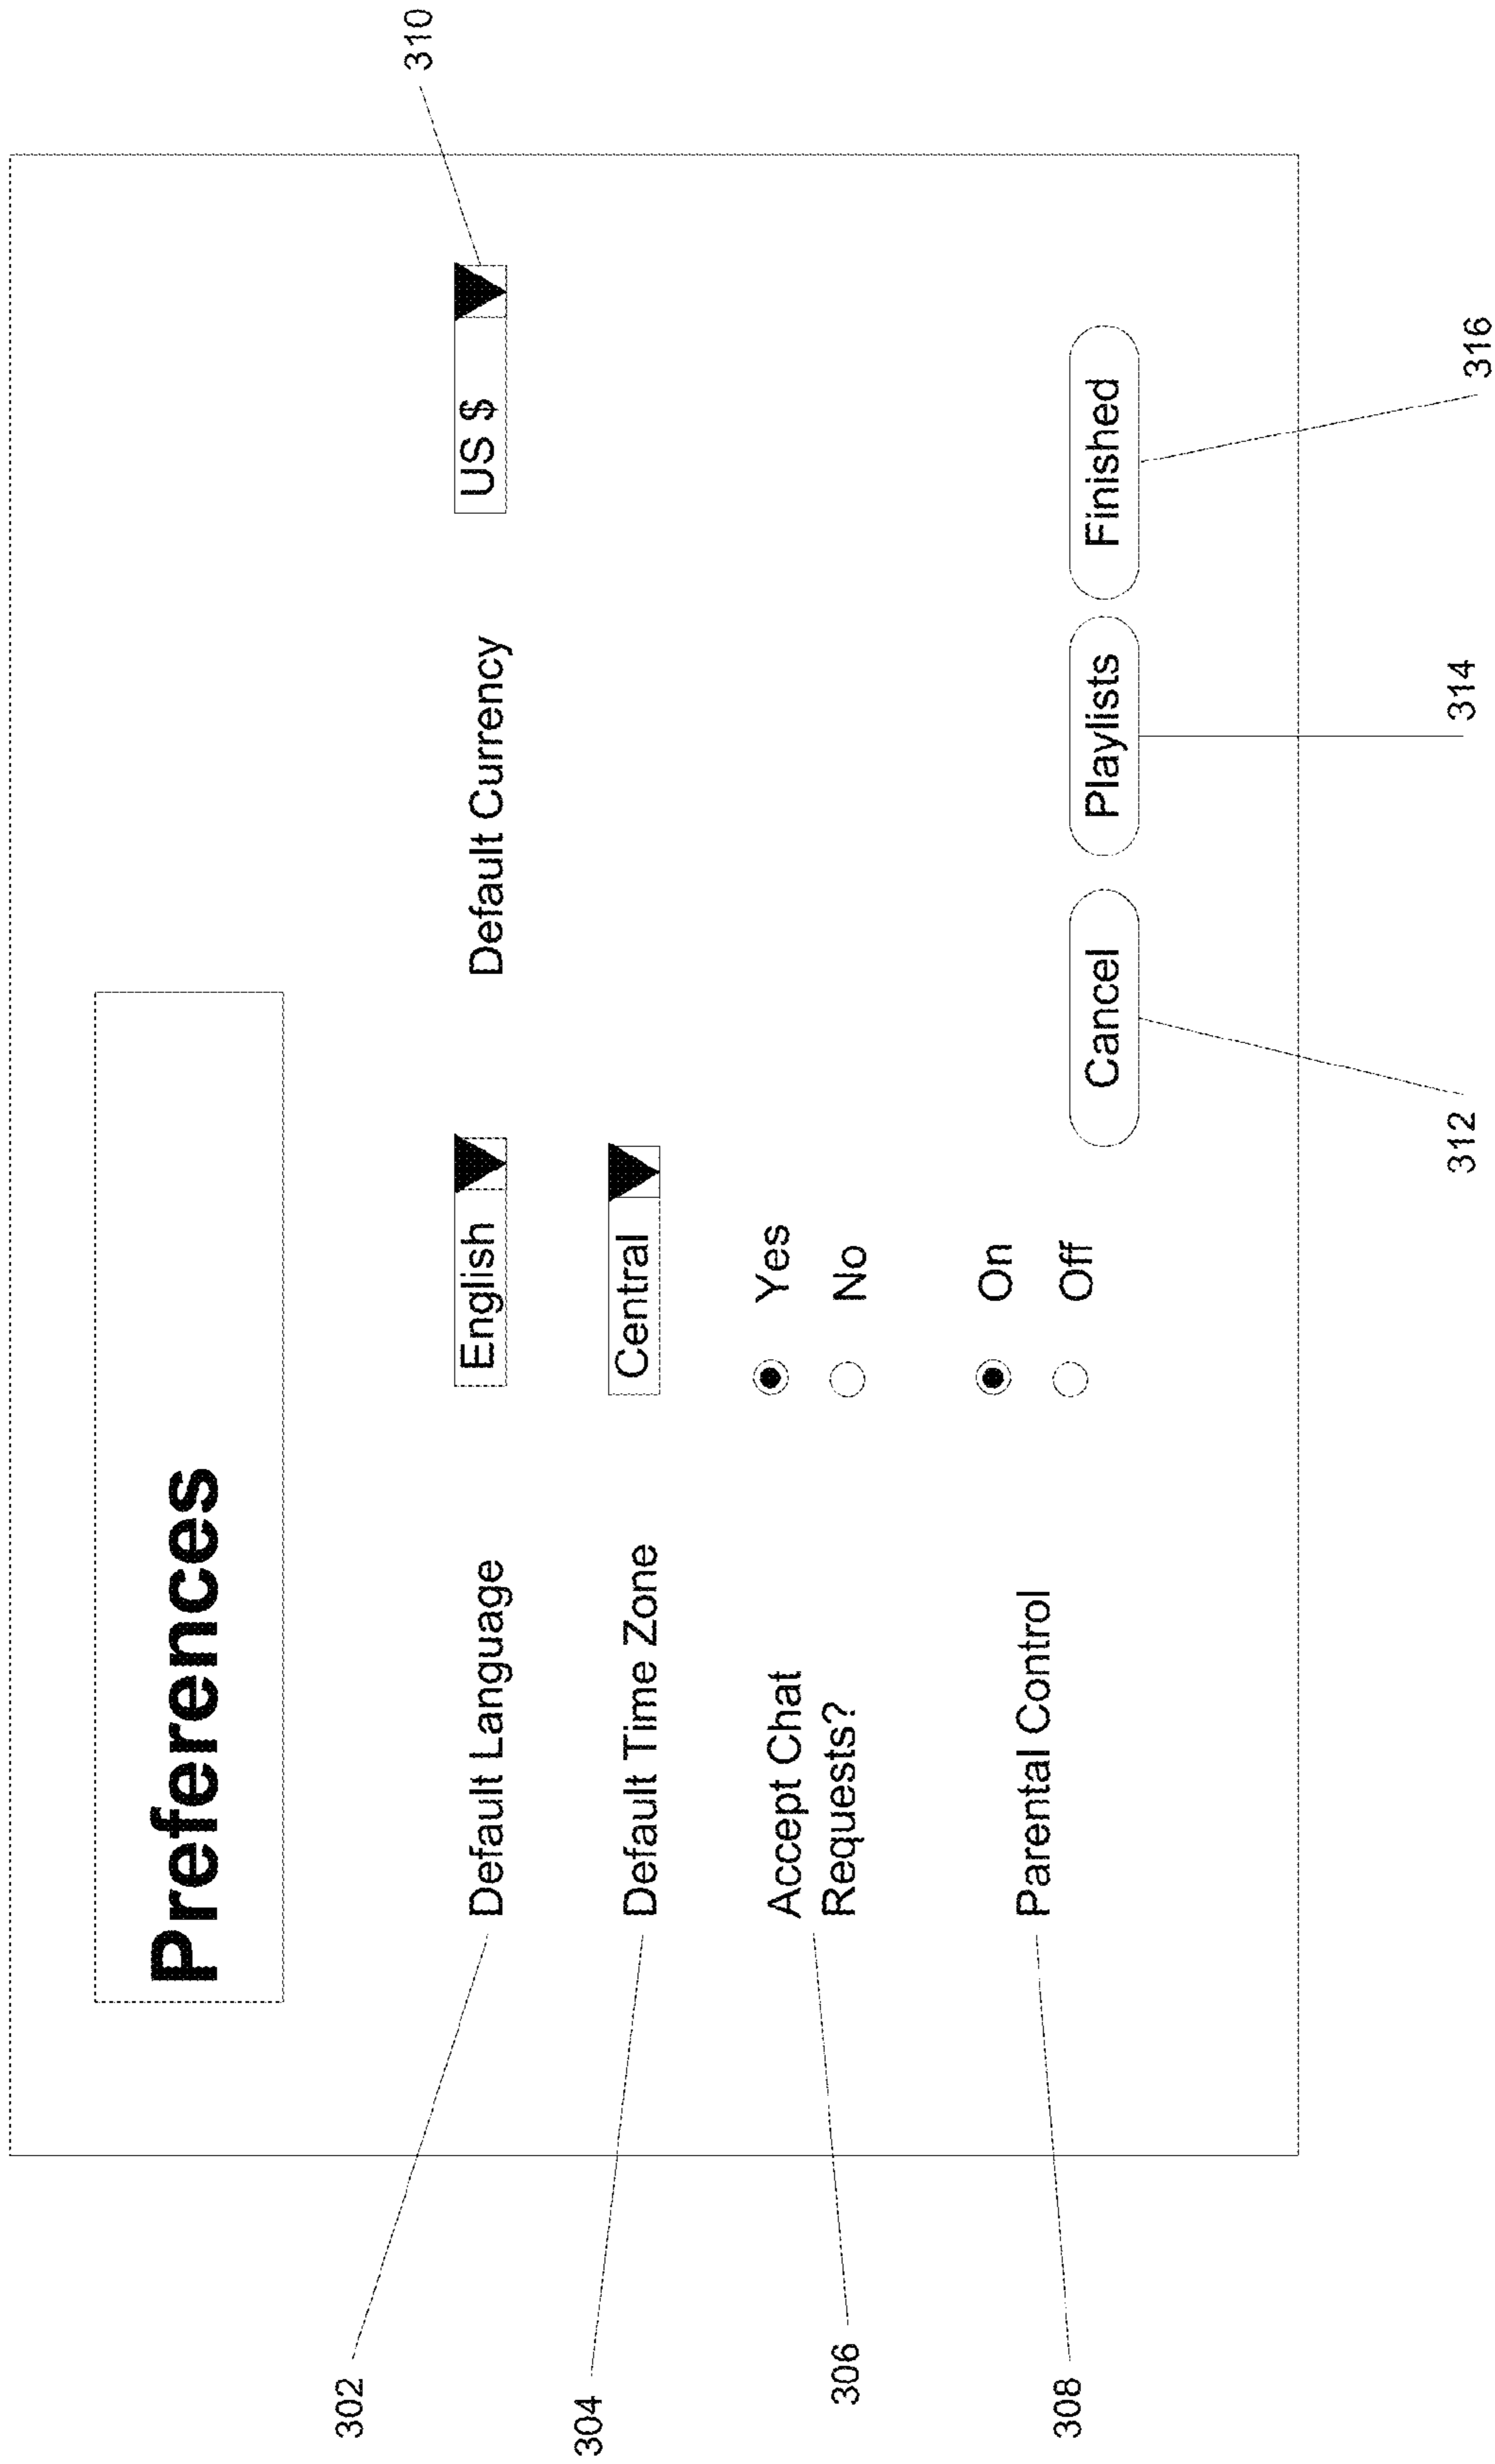 Preferences
310
302
Default Language
English
Default Currency
US $
304
Default Time Zone
Central
306
Accept Chat
Requests?
Yes
No
308
Parental Control
On
Off
Cancel
Playlists
Finished
312
314
316